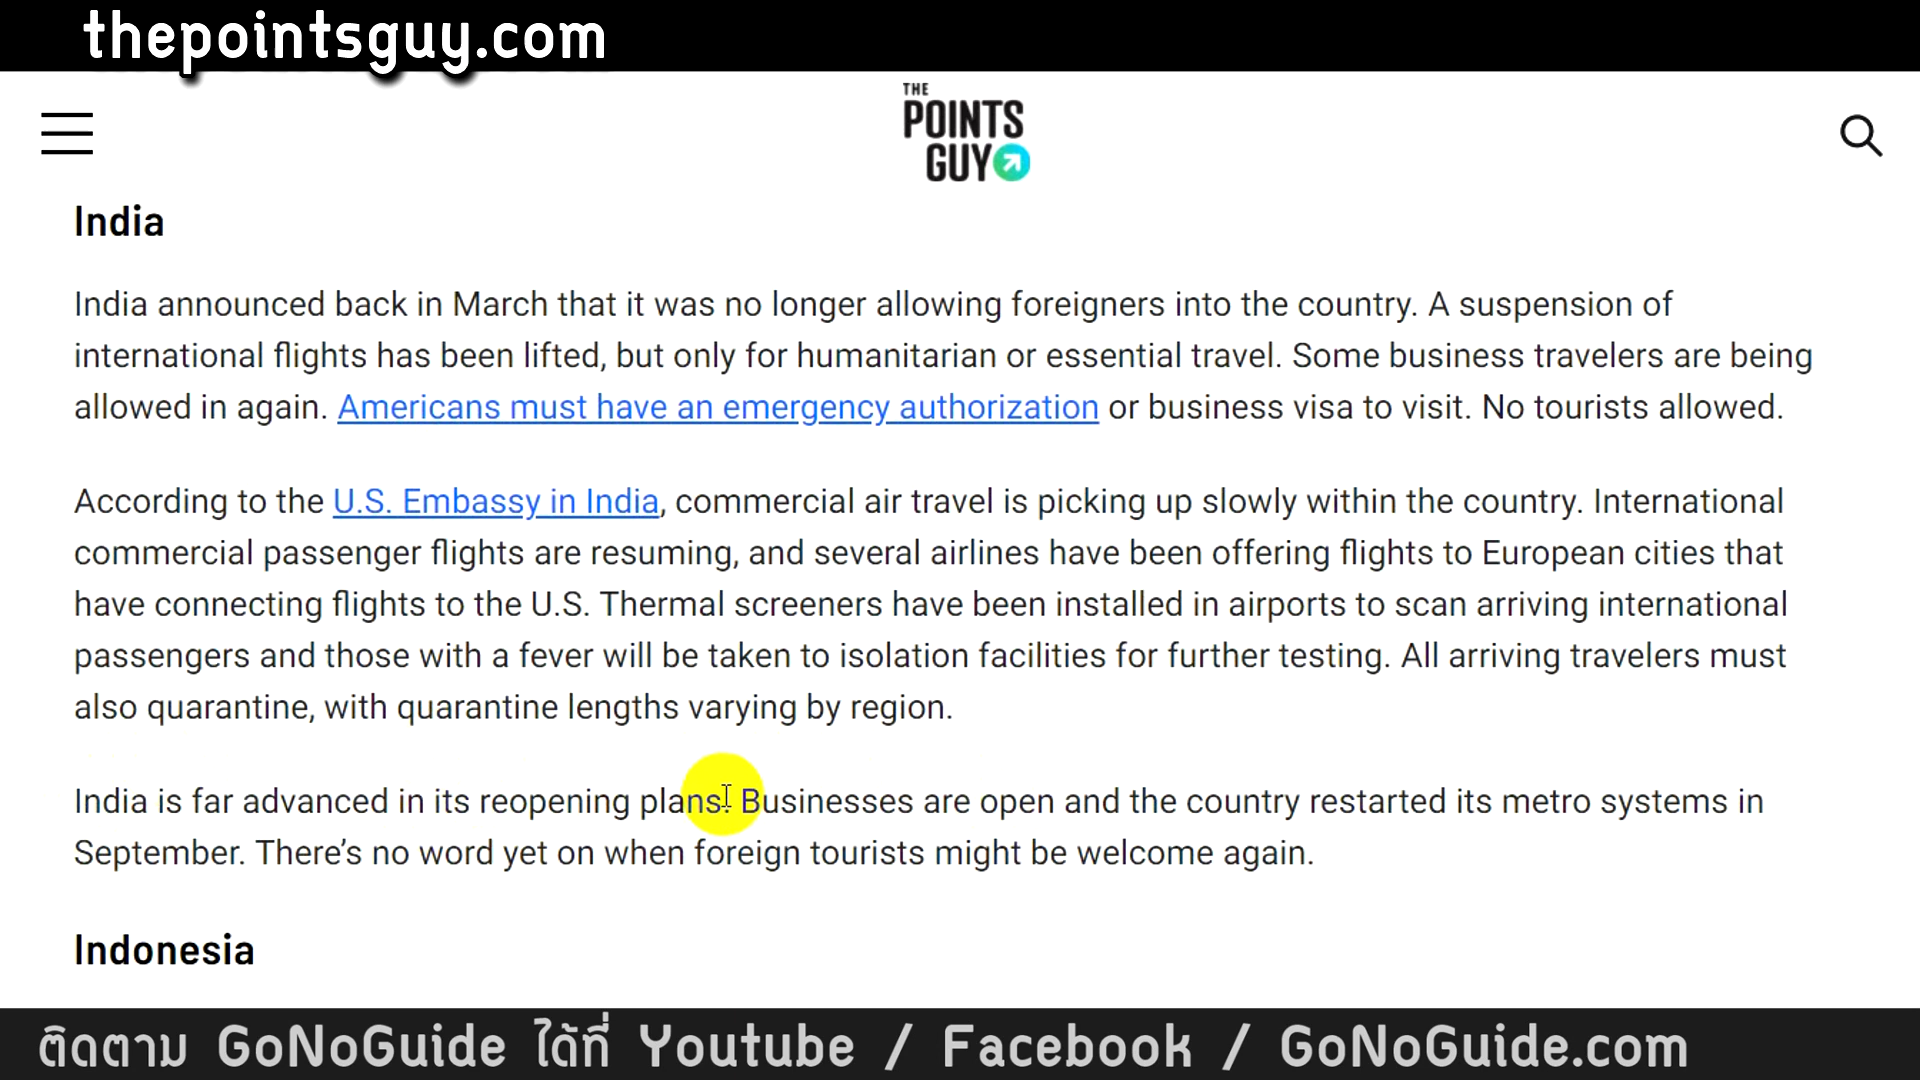 thepointsguy.com
THE
POINTS
GUY
India
India announced back in March that it was no longer allowing foreigners into the country. A suspension of
international flights has been lifted, but only for humanitarian or essential travel. Some business travelers are being
allowed in again. Americans must have an emergency authorization or business visa to visit. No tourists allowed.
According to the U.S. Embassy in India, commercial air travel is picking up slowly within the country. International
commercial passenger flights are resuming, and several airlines have been offering flights to European cities that
have connecting flights to the U.S. Thermal screeners have been installed in airports to scan arriving international
passengers and those with a fever will be taken to isolation facilities for further testing. All arriving travelers must
also quarantine, with quarantine lengths varying by region.
India is far advanced in its reopening plans. Businesses are open and the country restarted its metro systems in
September. There’s no word yet on when foreign tourists might be welcome again.
Indonesia
ติดตาม GoNoGuide ได้ที่ Youtube / Facebook / GoNoGuide.com